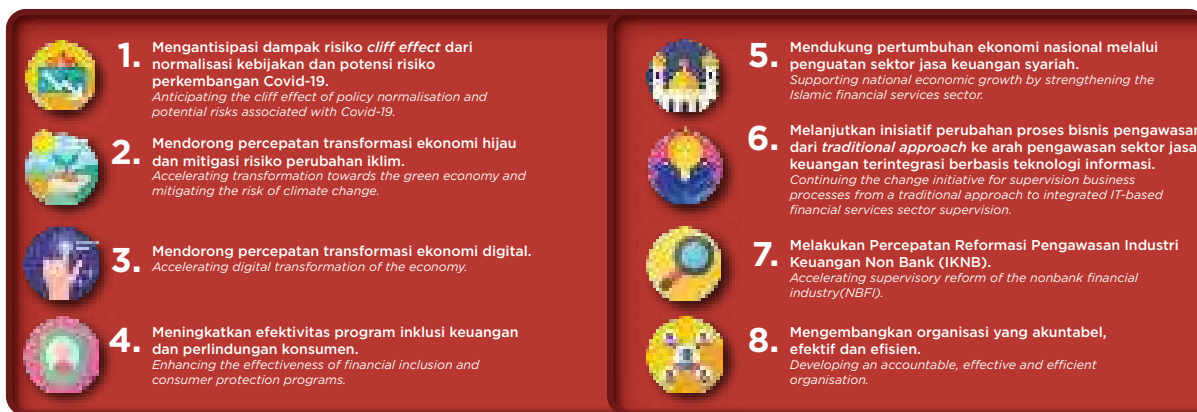 1. Mengantisipasi dampak risiko cliff effect dari
normalisasi kebijakan dan potensi risiko
perkembangan Covid-19.
Anticipating the cliff effect of policy normalisation and
potential risks associated with Covid-19.
2. Mendorong percepatan transformasi ekonomi hijau
dan mitigasi risiko perubahan iklim.
Accelerating transformation towards the green economy and
mitigating the risk of climate change.
3. Mendorong percepatan transformasi ekonomi digital.
Accelerating digital transformation of the economy.
4. Meningkatkan efektivitas program inklusi keuangan
dan perlindungan konsumen.
Enhancing the effectiveness of financial inclusion and
consumer protection programs.
5. Mendukung pertumbuhan ekonomi nasional melalui
penguatan sektor jasa keuangan syariah.
Supporting national economic growth by strengthening the
Islamic financial services sector.
6. Melanjutkan inisiatif perubahan proses bisnis pengawasan
dari traditional approach ke arah pengawasan sektor jasa
keuangan terintegrasi berbasis teknologi informasi.
Continuing the change initiative for supervision business
processes from a traditional approach to integrated IT-based
financial services sector supervision.
7. Melakukan Percepatan Reformasi Pengawasan Industri
Keuangan Non Bank (IKNB).
Accelerating supervisory reform of the nonbank financial
industry(NBFI).
8. Mengembangkan organisasi yang akuntabel,
efektif dan efisien.
Developing an accountable, effective and efficient
organisation.